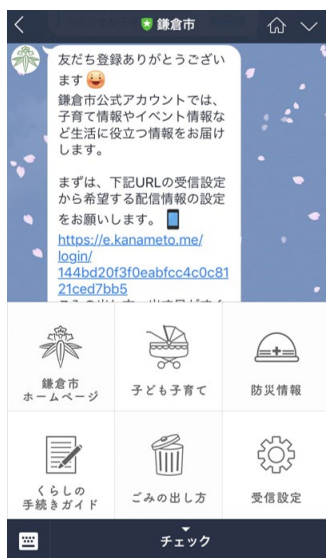 鎌倉市
友だち登録ありがとうござい
ます
鎌倉市公式アカウントでは、
子育て情報やイベント情報な
ど生活に役立つ情報をお届け
します。
まずは、下記URLの受信設定
から希望する配信情報の設定
をお願いします。
https://e.kanameto.me/
login/
144bd20f3f0eabfcc4c0c81
21ced7bb5
鎌倉市
ホームページ
子ども子育て
防災情報
くらしの
手続きガイド
ごみの出し方
受信設定
チェック